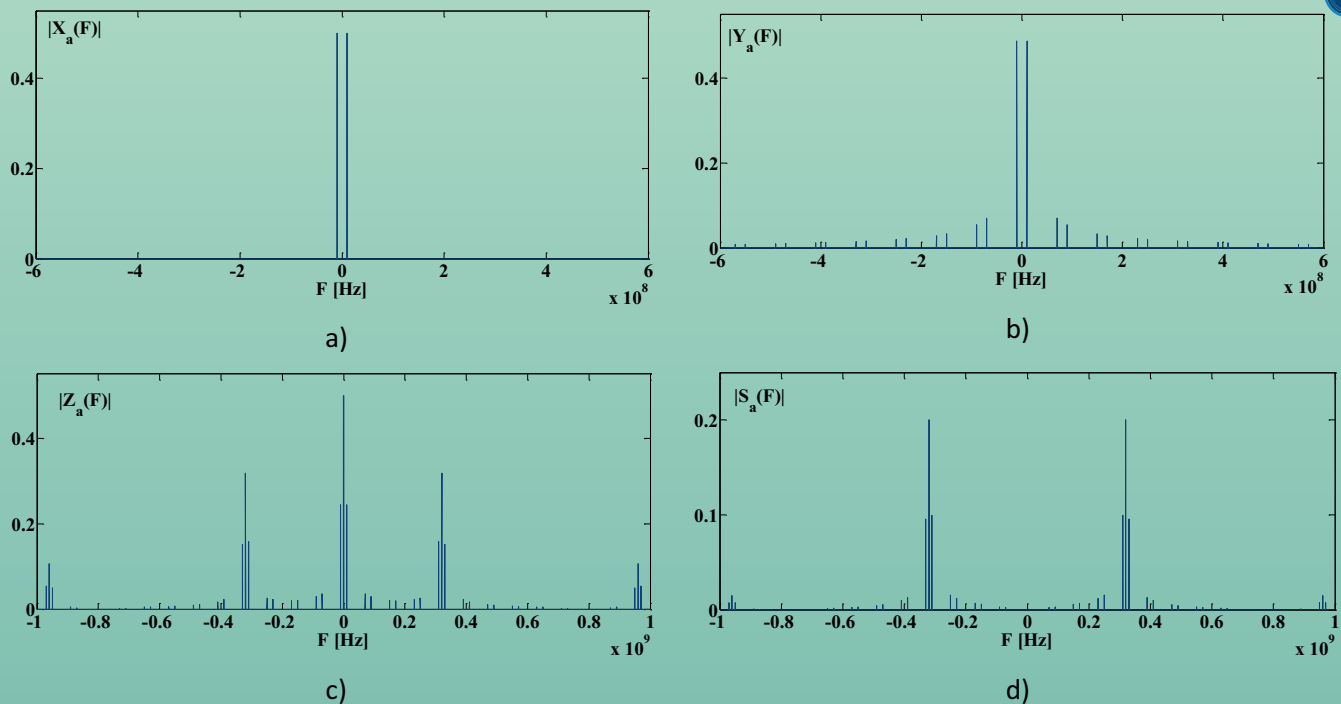 |X_a(F)|
0.4
0.2
0
-6 -4 -2 0 2 4 6
F [Hz]
x 10^8
a)
|Y_a(F)|
0.4
0.2
0
-6 -4 -2 0 2 4 6
F [Hz]
x 10^8
b)
|Z_a(F)|
0.4
0.2
0
-1 -0.8 -0.6 -0.4 -0.2 0 0.2 0.4 0.6 0.8 1
F [Hz]
x 10^9
c)
|S_a(F)|
0.2
0.1
0
-1 -0.8 -0.6 -0.4 -0.2 0 0.2 0.4 0.6 0.8 1
F [Hz]
x 10^9
d)